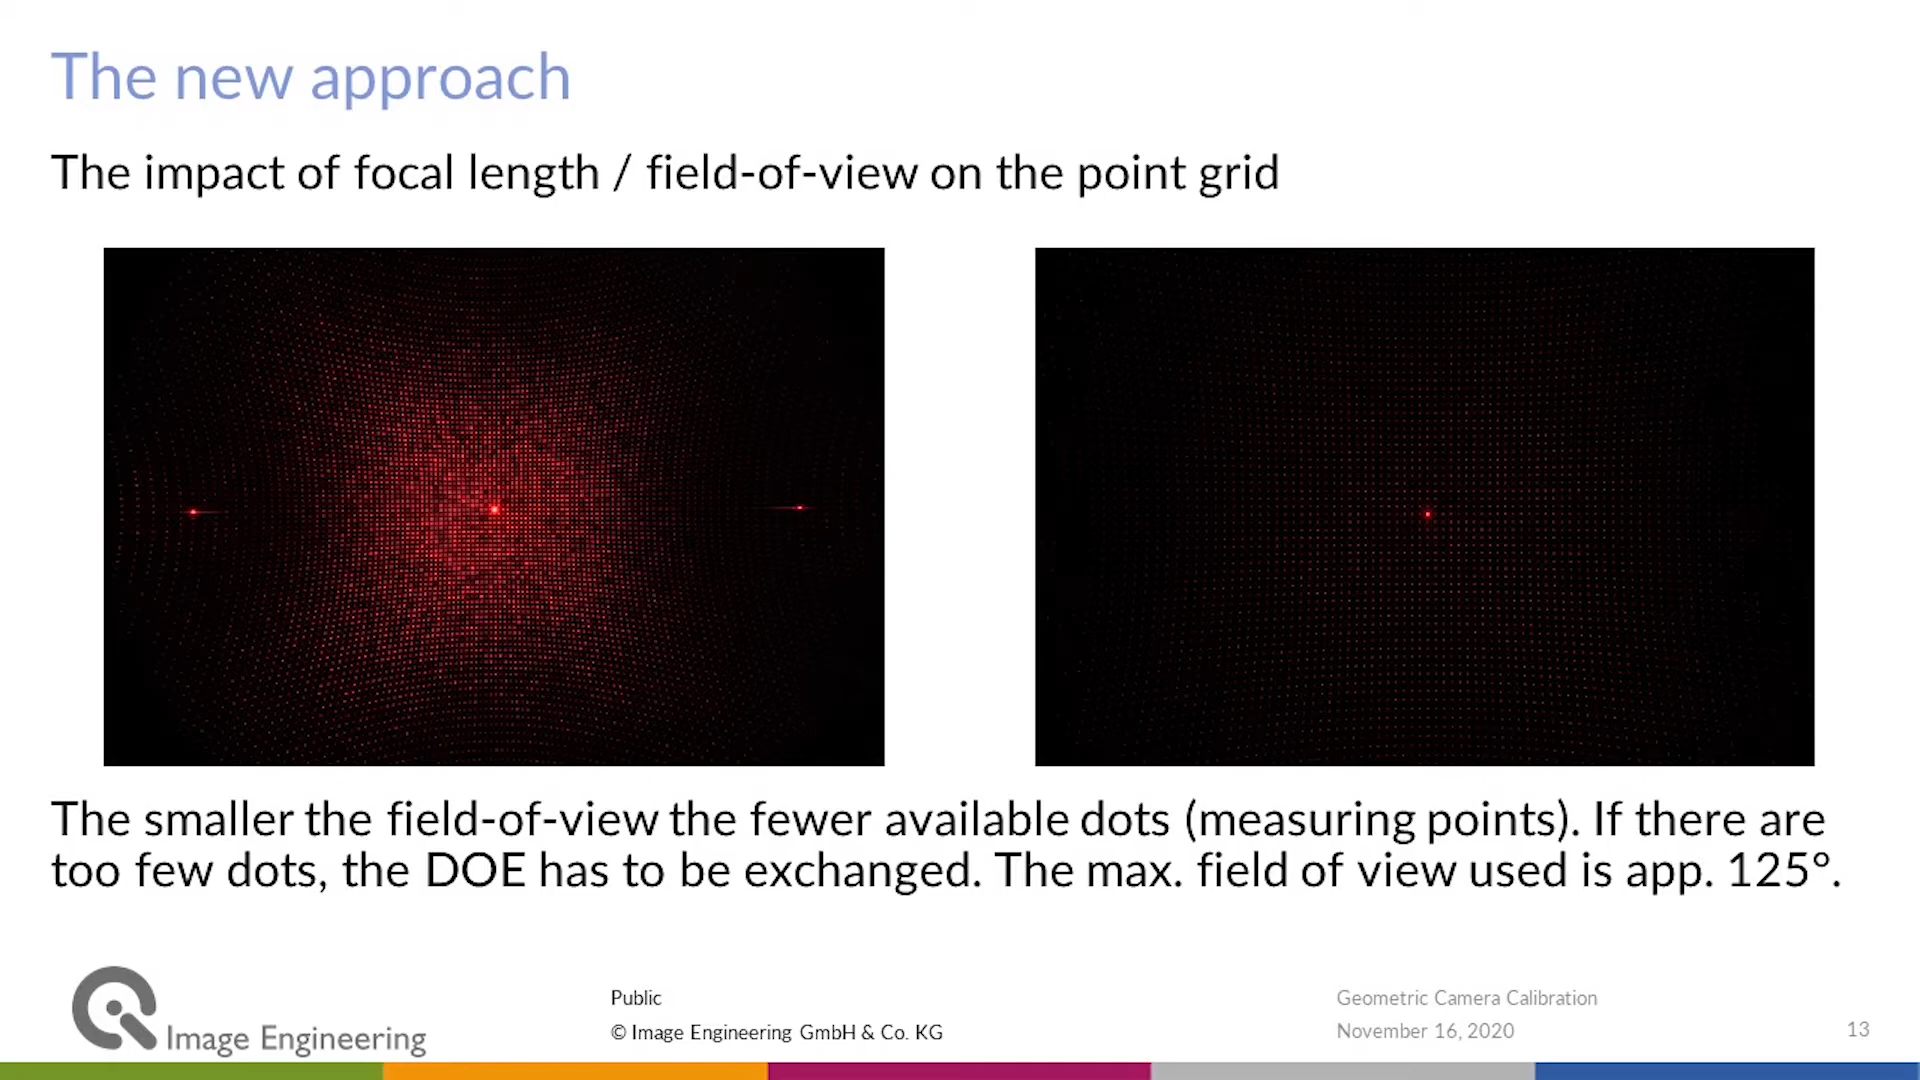 The new approach
The impact of focal length / field-of-view on the point grid
The smaller the field-of-view the fewer available dots (measuring points). If there are
too few dots, the DOE has to be exchanged. The max. field of view used is app. 125°.
Image Engineering
Public
© Image Engineering GmbH & Co. KG
Geometric Camera Calibration
November 16, 2020
13